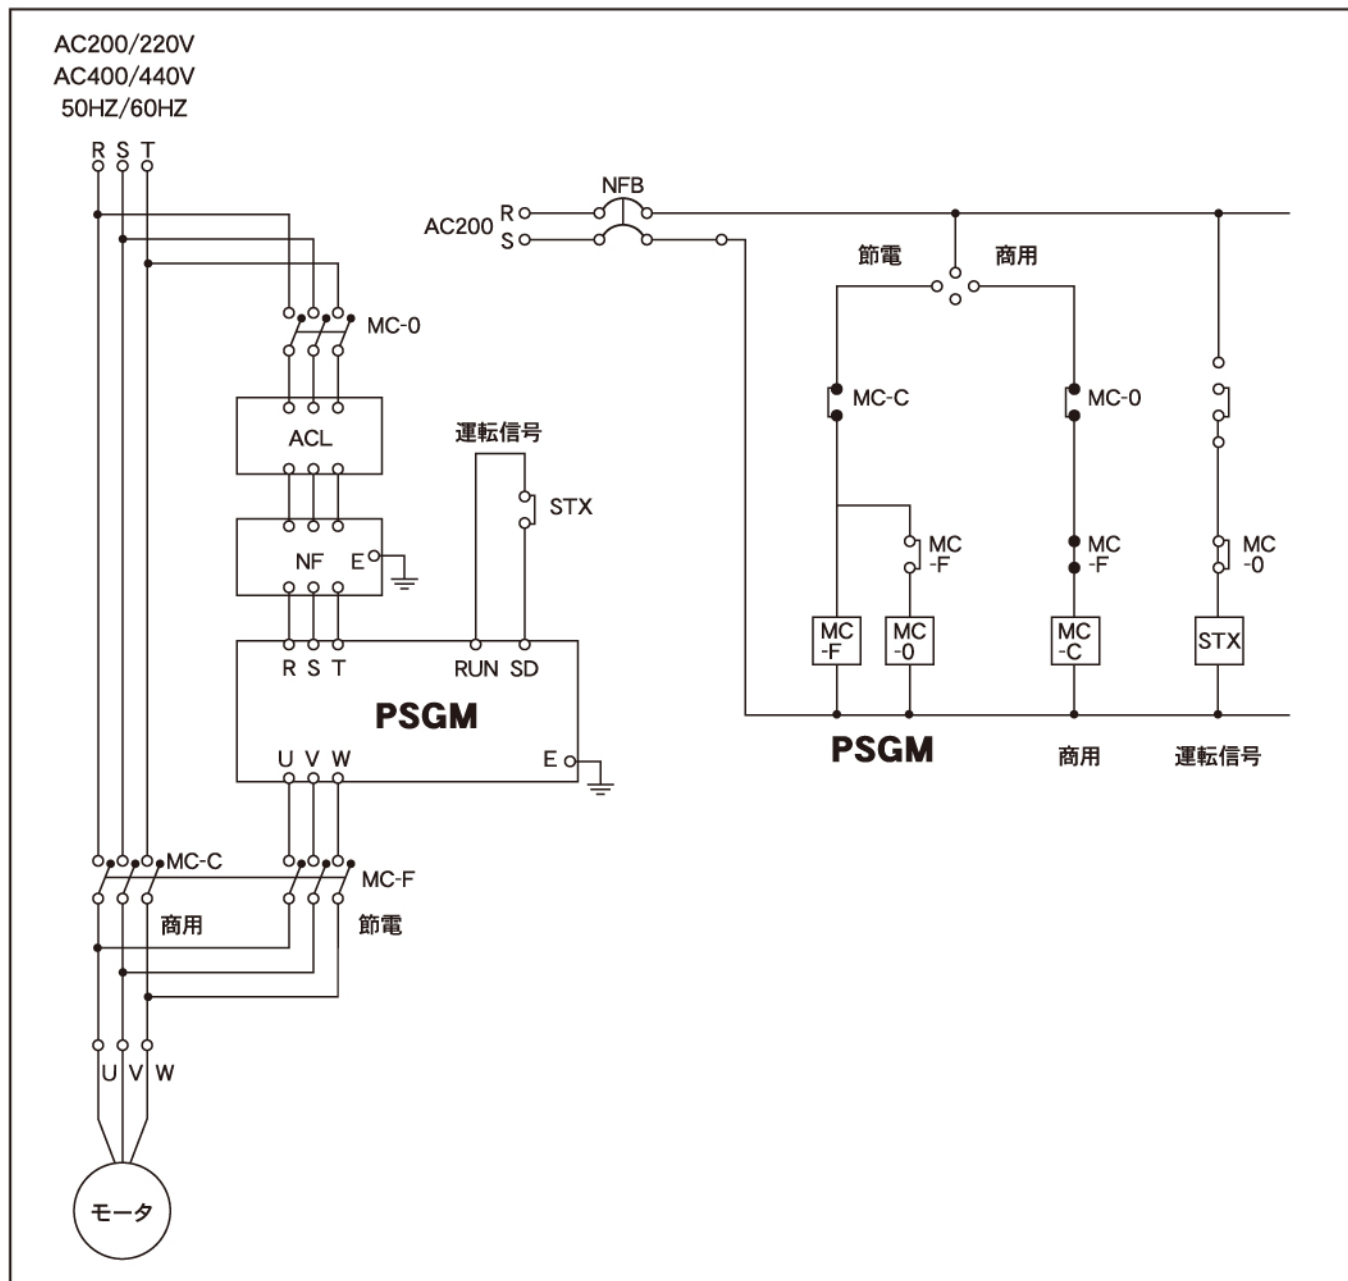 AC200/220V
AC400/440V
50HZ/60HZ
R S T
MC-0
ACL
NF
E
運転信号
STX
R S T
RUN SD
PSGM
U V W
E
MC-C
MC-F
商用
節電
U V W
モータ
NFB
AC200
R
S
節電
商用
MC-C
MC-0
MC
-F
MC
-F
MC
-0
MC
-F
MC
-0
MC
-C
STX
PSGM
商用
運転信号